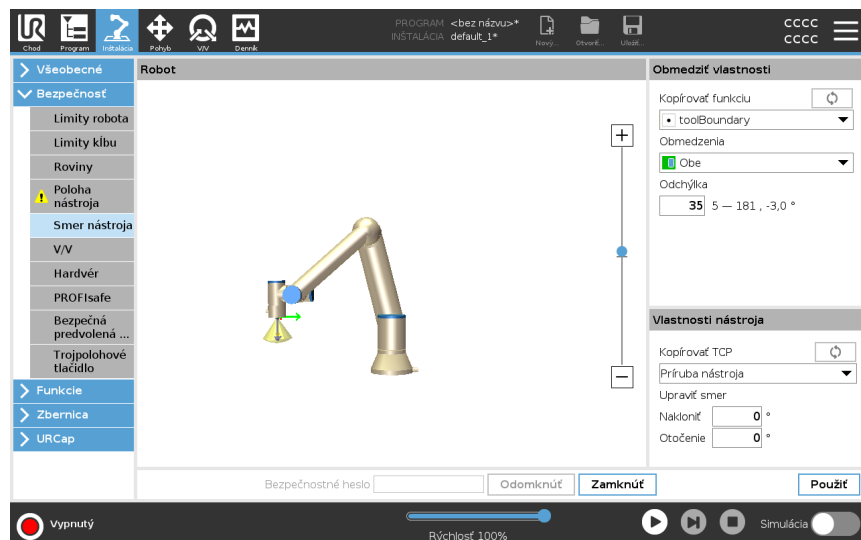 PROGRAM <bez názvu>*
INŠTALÁCIA default_1*
cccc
cccc
Chod Program Inštalácia Pohyb V/V Denník Nový... Otvoriť... Uložiť...
Všeobecné
Bezpečnosť
Limity robota
Limity kĺbu
Roviny
Poloha
nástroja
Smer nástroja
V/V
Hardvér
PROFIsafe
Bezpečná
predvolená ...
Trojpolohové
tlačidlo
Funkcie
Zbernica
URCap
Robot
Obmedziť vlastnosti
Kopírovať funkciu
toolBoundary
Obmedzenia
Obe
Odchýlka
35 5 — 181 , -3,0 °
Vlastnosti nástroja
Kopírovať TCP
Príruba nástroja
Upraviť smer
Nakloniť 0 °
Otočenie 0 °
Bezpečnostné heslo Odomknúť Zamknúť Použiť
Vypnutý
Rýchlosť 100%
Simulácia